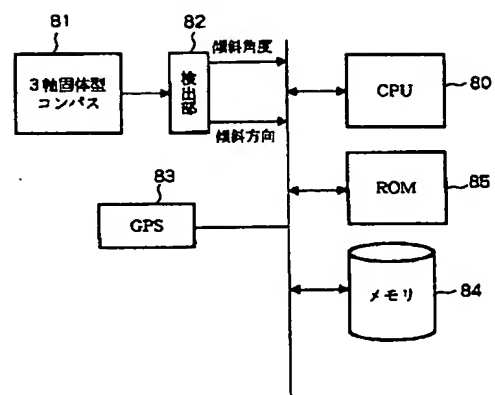 81
3軸固体型
コンパス
82
検出部
傾斜角度
傾斜方向
80
CPU
83
GPS
ROM
85
メモリ
84